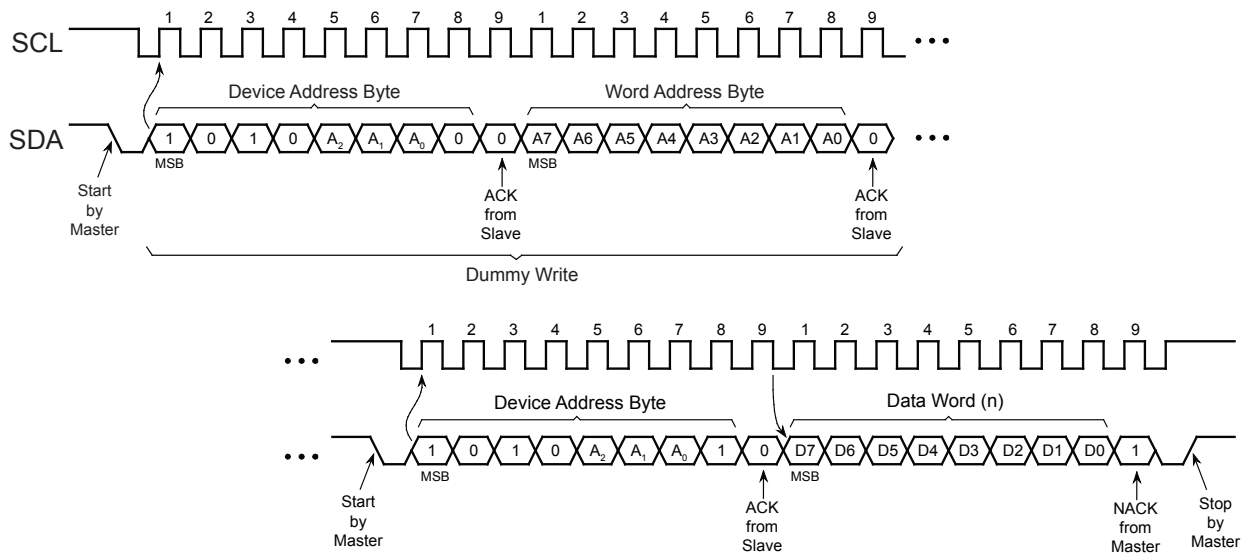 1 2 3 4 5 6 7 8 9 1 2 3 4 5 6 7 8 9
SCL
Device Address Byte Word Address Byte
SDA 1 0 1 0 A₂ A₁ A₀ 0 0 A7 A6 A5 A4 A3 A2 A1 A0 0
MSB MSB
Start
by
Master
ACK
from
Slave
ACK
from
Slave
Dummy Write
1 2 3 4 5 6 7 8 9 1 2 3 4 5 6 7 8 9
Device Address Byte Data Word (n)
1 0 1 0 A₂ A₁ A₀ 1 0 D7 D6 D5 D4 D3 D2 D1 D0 1
MSB MSB
Start
by
Master
ACK
from
Slave
NACK
from
Master
Stop
by
Master